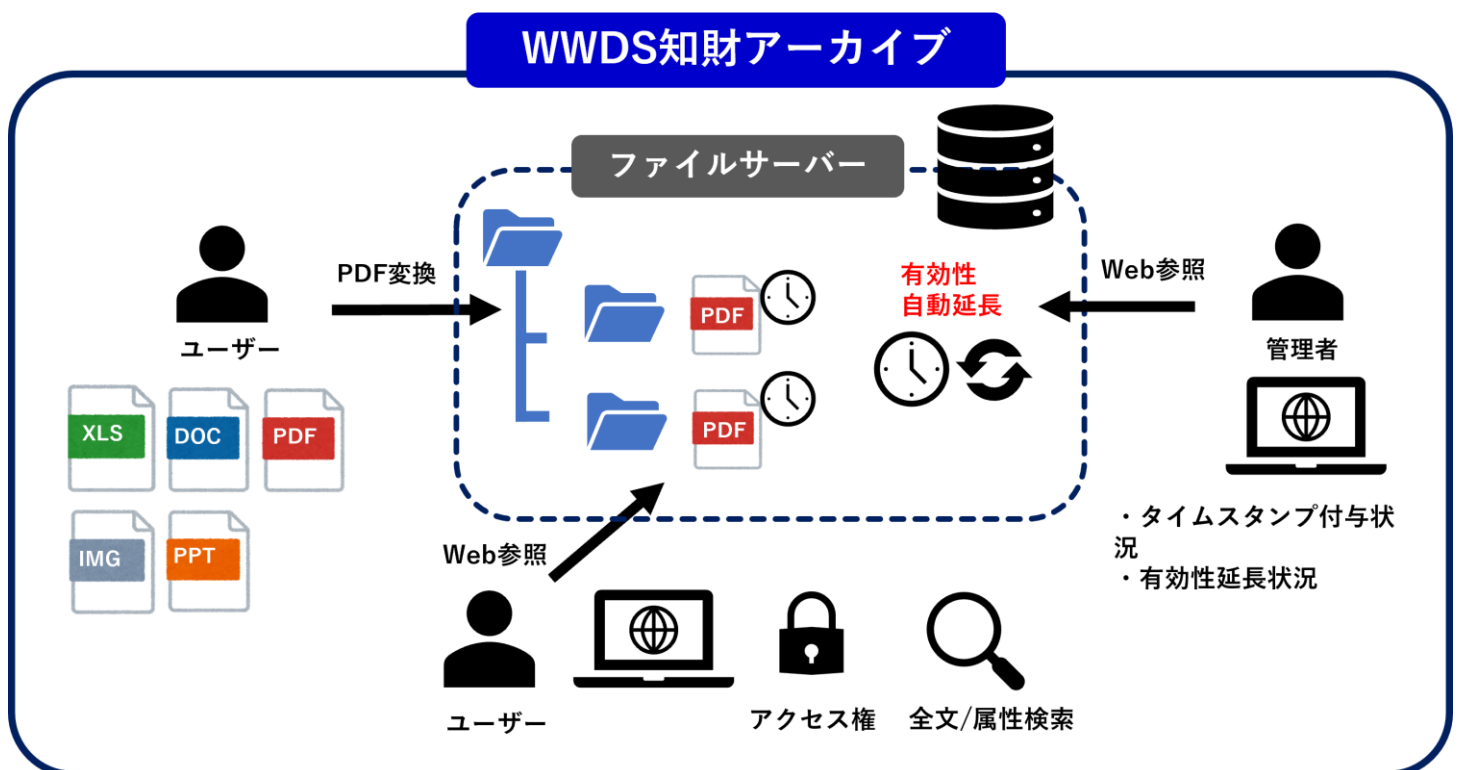 WWDS知財アーカイブ
ファイルサーバー
PDF変換
ユーザー
XLS
DOC
PDF
IMG
PPT
PDF
PDF
有効性
自動延長
Web参照
管理者
・タイムスタンプ付与状
況
・有効性延長状況
Web参照
ユーザー
アクセス権
全文/属性検索